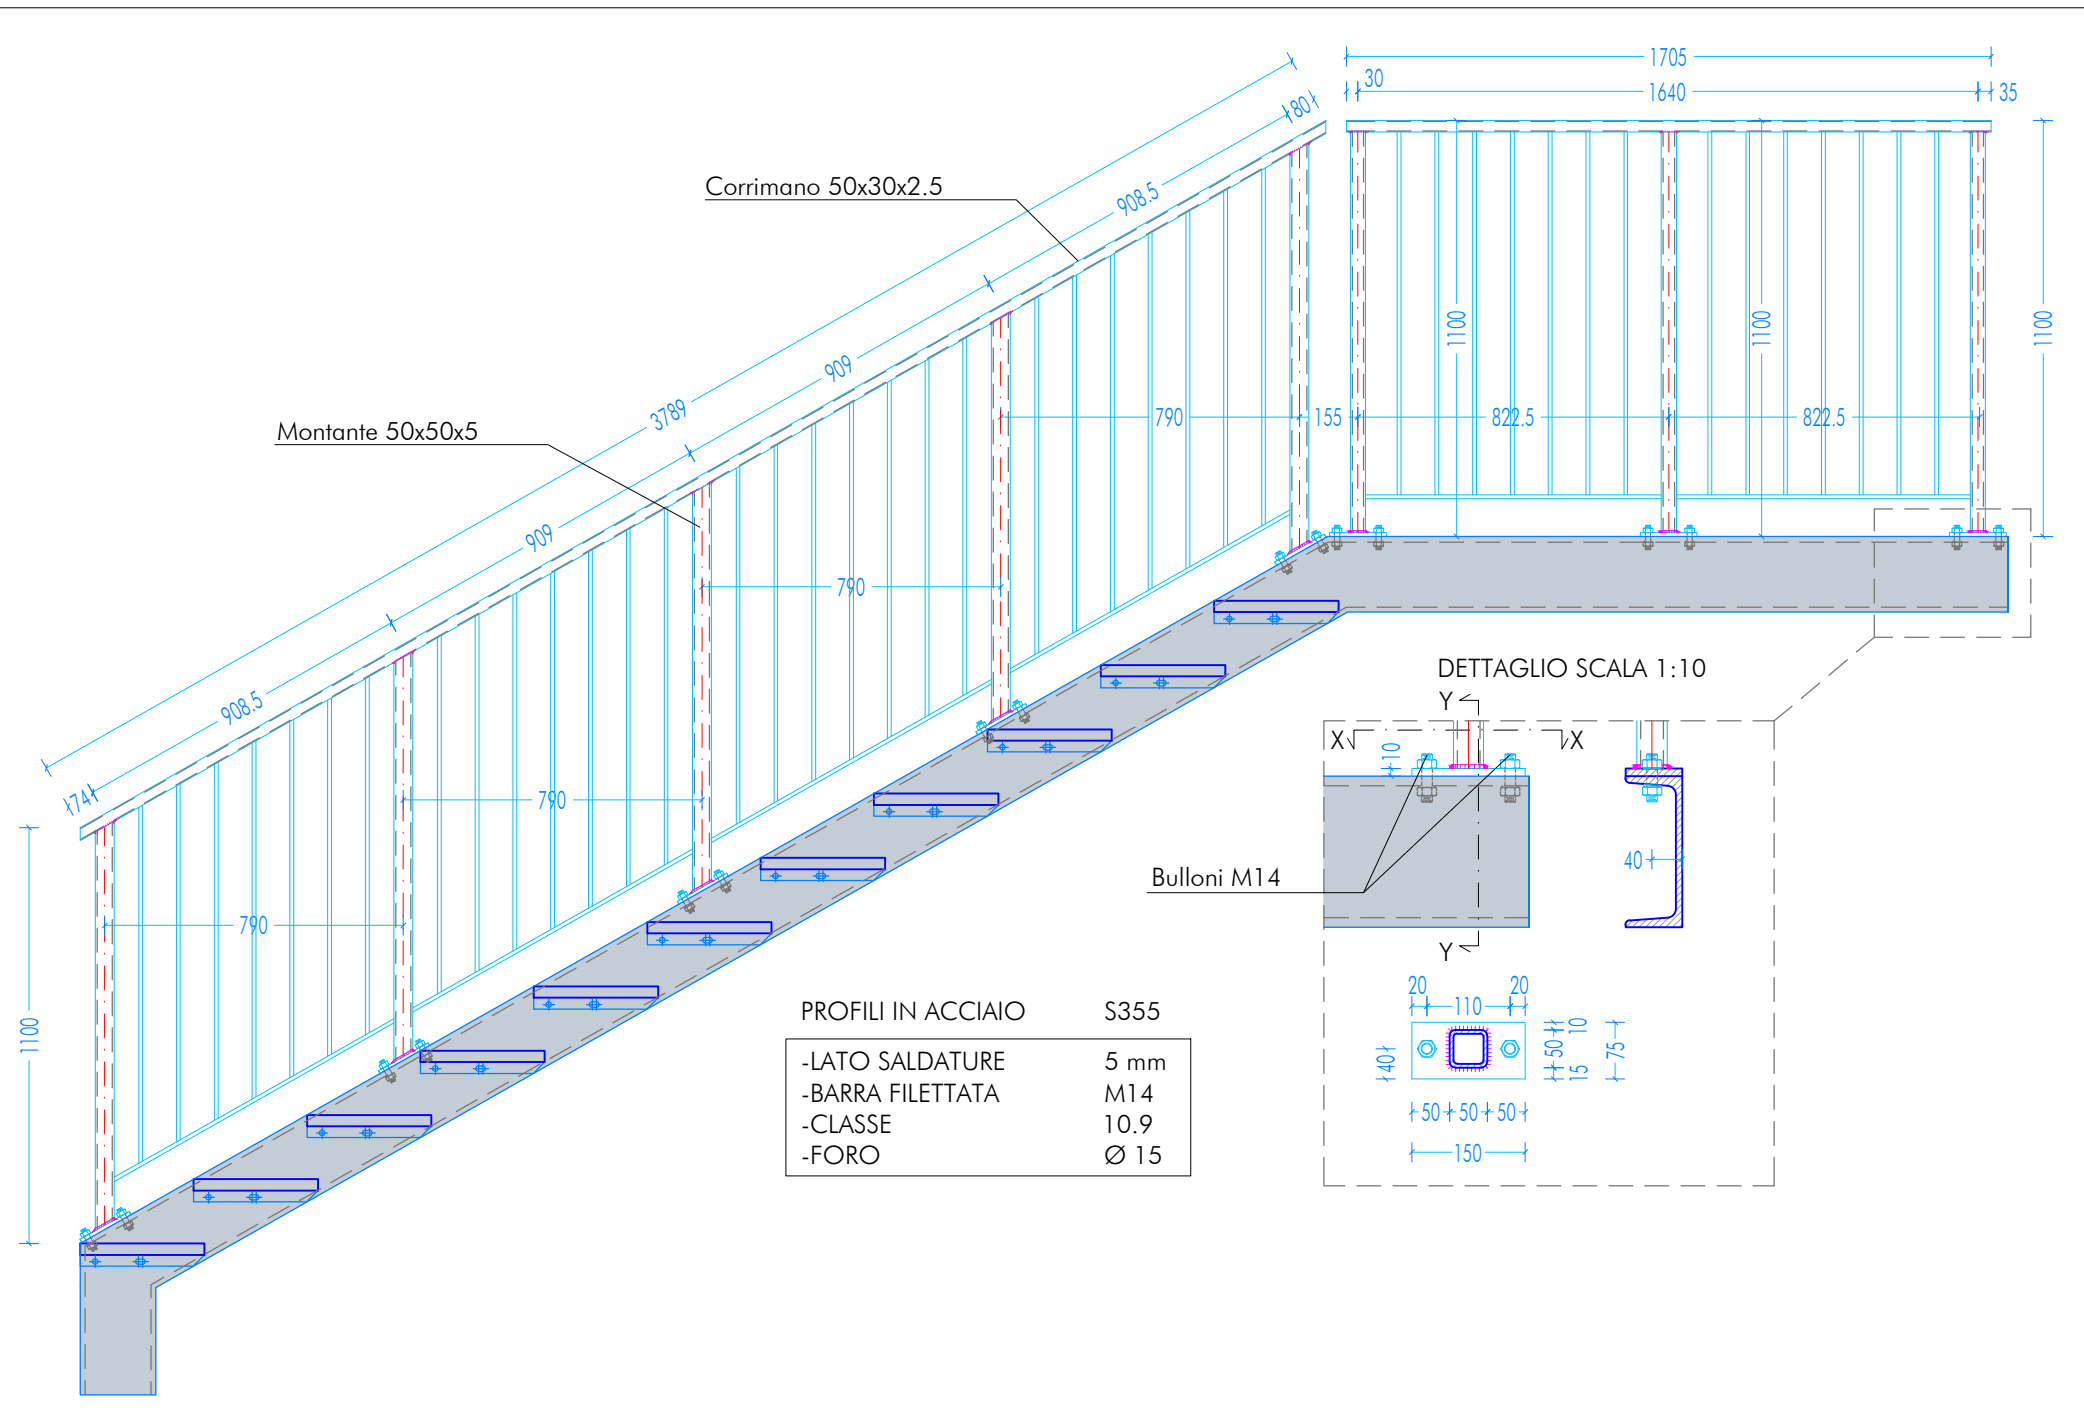 1705
30
1640
35
80
Corrimano 50x30x2.5
908.5
1100
1100
1100
909
3789
790
155
822.5
822.5
Montante 50x50x5
909
790
908.5
790
74
790
1100
DETTAGLIO SCALA 1:10
Y
X
X
10
40
Bulloni M14
Y
20
20
110
10
50
15
75
40
50
50
50
150
PROFILI IN ACCIAIO S355
-LATO SALDATURE 5 mm
-BARRA FILETTATA M14
-CLASSE 10.9
-FORO Ø 15